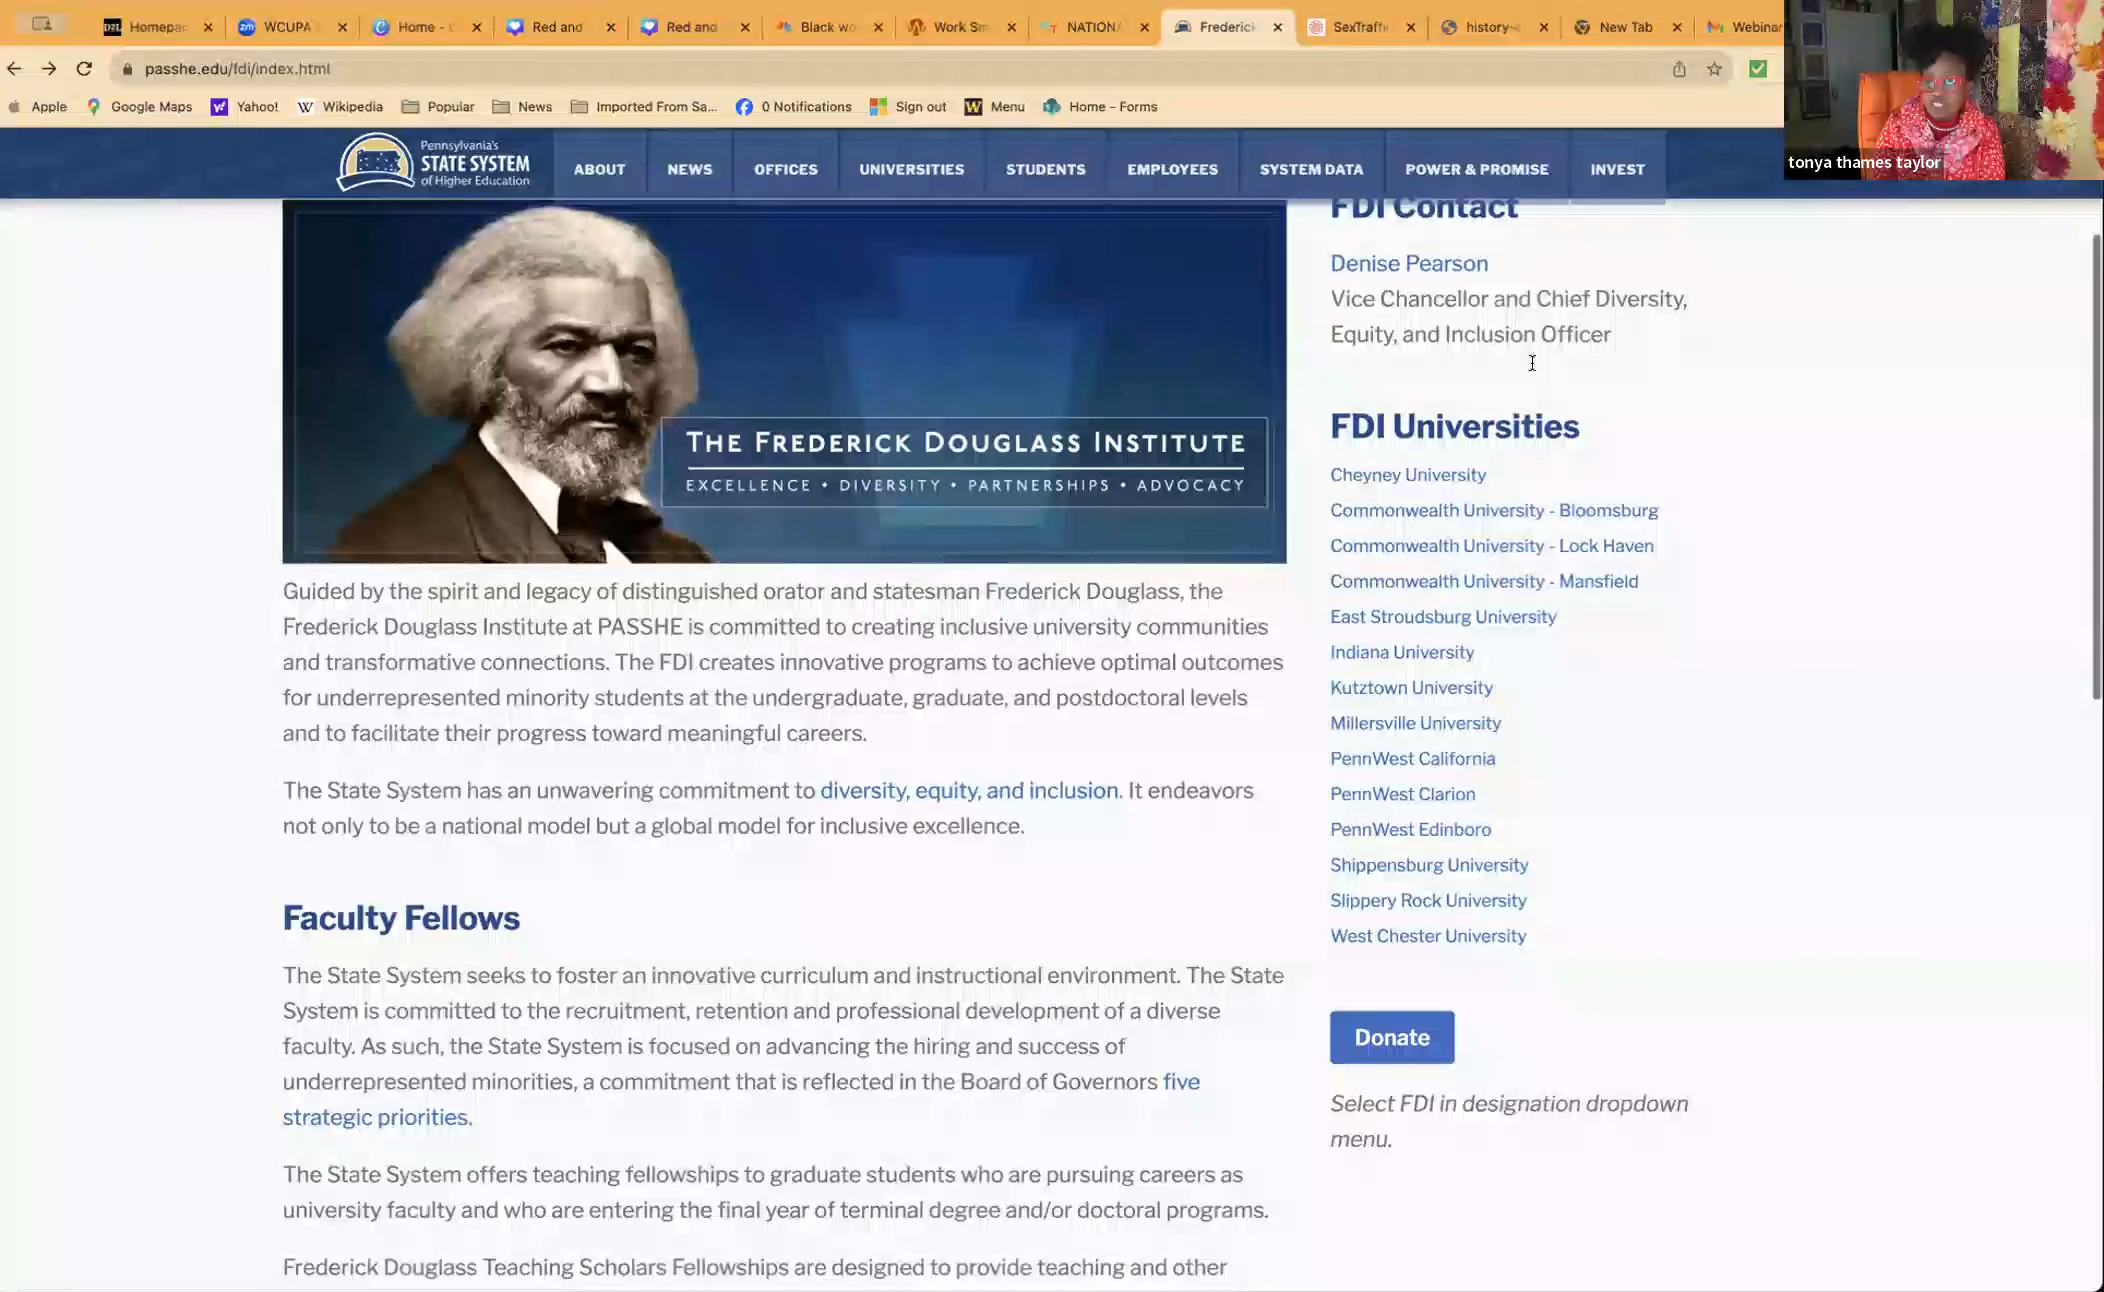 Homepag
WCUPA
Home - C
Red and
Red and
Black wo
Work Sm
NATIONA
Frederick
SexTraffi
history-
New Tab
Webinar
passhe.edu/fdi/index.html
Apple
Google Maps
Yahoo!
Wikipedia
Popular
News
Imported From Sa...
0 Notifications
Sign out
Menu
Home - Forms
tonya thames taylor
Pennsylvania's
STATE SYSTEM
of Higher Education
ABOUT
NEWS
OFFICES
UNIVERSITIES
STUDENTS
EMPLOYEES
SYSTEM DATA
POWER & PROMISE
INVEST
THE FREDERICK DOUGLASS INSTITUTE
EXCELLENCE • DIVERSITY • PARTNERSHIPS • ADVOCACY
Guided by the spirit and legacy of distinguished orator and statesman Frederick Douglass, the
Frederick Douglass Institute at PASSHE is committed to creating inclusive university communities
and transformative connections. The FDI creates innovative programs to achieve optimal outcomes
for underrepresented minority students at the undergraduate, graduate, and postdoctoral levels
and to facilitate their progress toward meaningful careers.
The State System has an unwavering commitment to diversity, equity, and inclusion. It endeavors
not only to be a national model but a global model for inclusive excellence.
Faculty Fellows
The State System seeks to foster an innovative curriculum and instructional environment. The State
System is committed to the recruitment, retention and professional development of a diverse
faculty. As such, the State System is focused on advancing the hiring and success of
underrepresented minorities, a commitment that is reflected in the Board of Governors five
strategic priorities.
The State System offers teaching fellowships to graduate students who are pursuing careers as
university faculty and who are entering the final year of terminal degree and/or doctoral programs.
Frederick Douglass Teaching Scholars Fellowships are designed to provide teaching and other
FDI Contact
Denise Pearson
Vice Chancellor and Chief Diversity,
Equity, and Inclusion Officer
FDI Universities
Cheyney University
Commonwealth University - Bloomsburg
Commonwealth University - Lock Haven
Commonwealth University - Mansfield
East Stroudsburg University
Indiana University
Kutztown University
Millersville University
PennWest California
PennWest Clarion
PennWest Edinboro
Shippensburg University
Slippery Rock University
West Chester University
Donate
Select FDI in designation dropdown
menu.